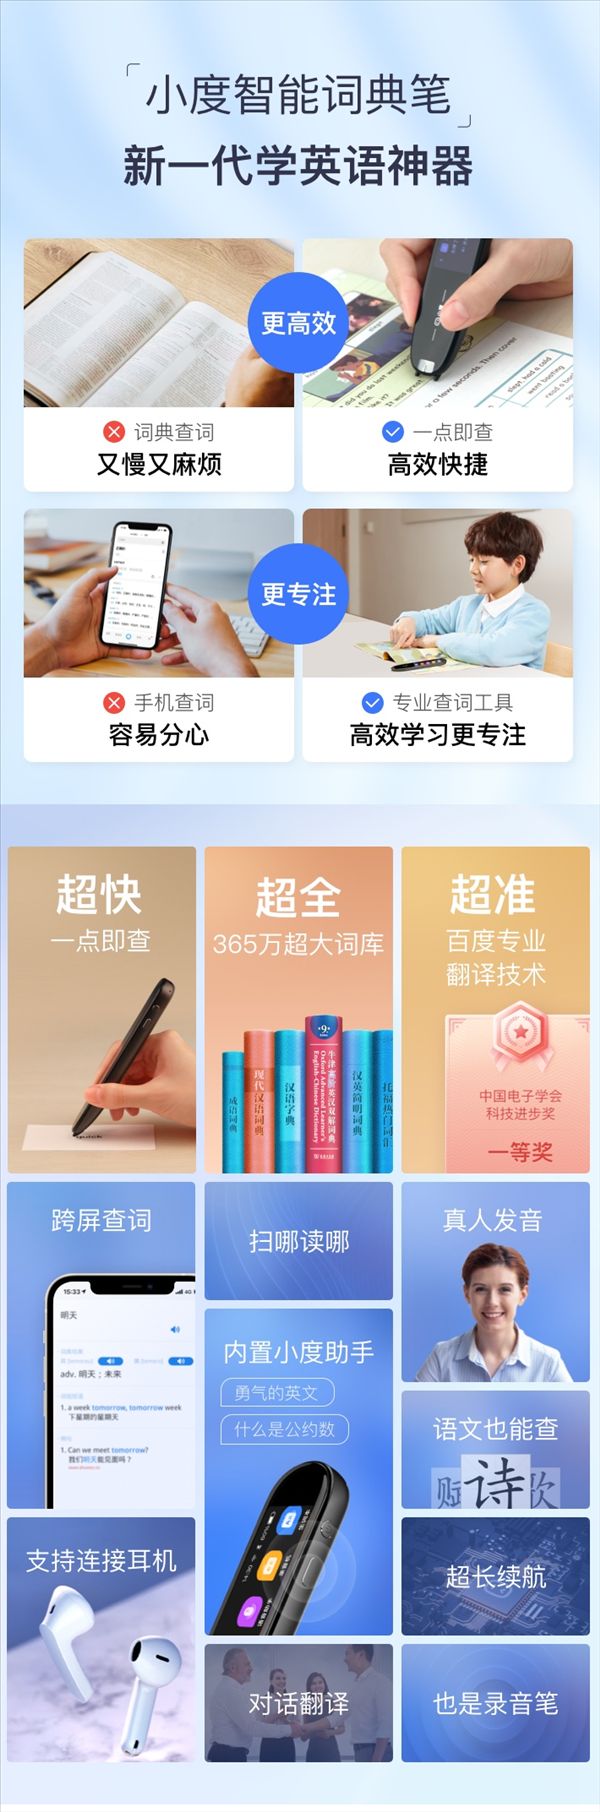 小度智能词典笔
新一代学英语神器
更高效
词典查词
又慢又麻烦
一点即查
高效快捷
更专注
手机查词
容易分心
专业查词工具
高效学习更专注
超快
一点即查
quick
超全
365万超大词库
成语词典
现代汉语词典
汉语字典
9
牛津高阶英汉双解词典
Oxford Advanced Learner's
English-Chinese Dictionary
汉英简明词典
托福热门词汇
超准
百度专业
翻译技术
中国电子学会
科技进步奖
一等奖
跨屏查词
15:33
4G
明天
adv. 明天；未来
1. a week tomorrow, tomorrow week
下星期的星期天
1. Can we meet tomorrow?
我们明天能见面吗？
扫哪读哪
真人发音
内置小度助手
勇气的英文
什么是公约数
语文也能查
赋诗饮
支持连接耳机
超长续航
对话翻译
也是录音笔